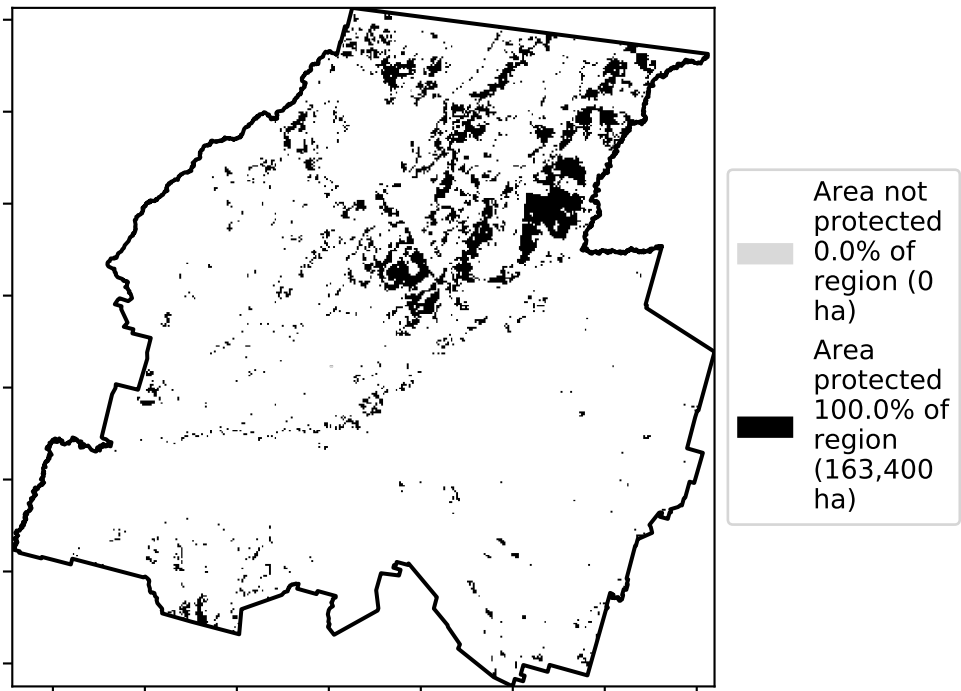 Area not
protected
0.0% of
region (0
ha)
Area
protected
100.0% of
region
(163,400
ha)